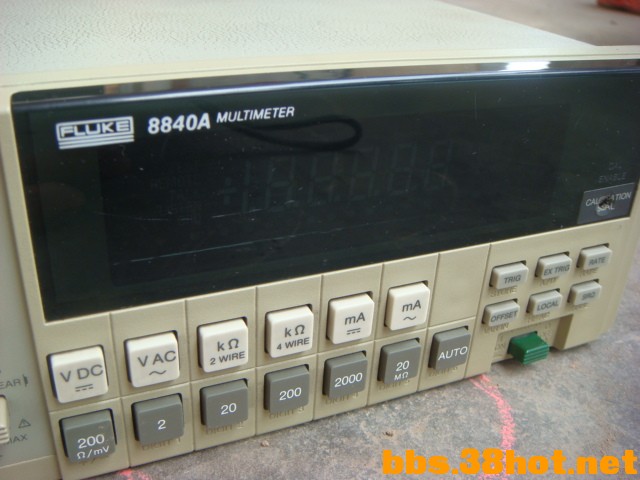 FLUKE 8840A MULTIMETER
CALIBRATION
CAL
TRIG EX TRIG RATE
OFFSET LOCAL SRQ
V DC V AC kΩ 2 WIRE kΩ 4 WIRE mA mA
200 Ω/mV 2 20 200 2000 20 MΩ AUTO
bbs.38hot.net